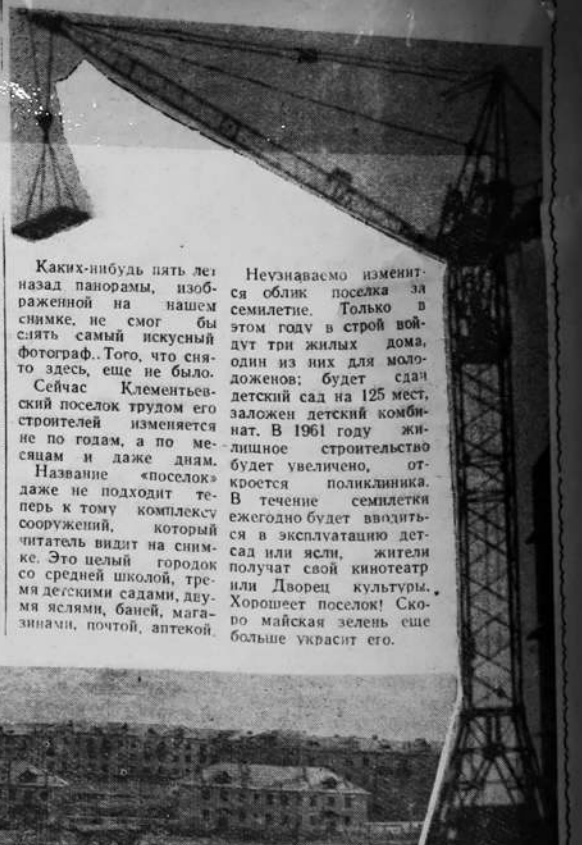 Каких-нибудь пять лет
назад панорамы, изоб-
раженной на нашем
снимке, не смог бы
снять самый искусный
фотограф.. Того, что сня-
то здесь, еще не было.
Сейчас Клементьев-
ский поселок трудом его
строителей изменяется
не по годам, а по ме-
сяцам и даже дням.
Название «поселок»
даже не подходит те-
перь к тому комплексу
сооружений, который
читатель видит на сним-
ке. Это целый городок
со средней школой, тре-
мя детскими садами, дву-
мя яслями, баней, мага-
зинами, почтой, аптекой.
Неузнаваемо изменит-
ся облик поселка за
семилетие. Только в
этом году в строй вой-
дут три жилых дома,
один из них для моло-
доженов; будет сдан
детский сад на 125 мест,
заложен детский комби-
нат. В 1961 году жи-
лищное строительство
будет увеличено, от-
кроется поликлиника.
В течение семилетки
ежегодно будет вводить-
ся в эксплуатацию дет-
сад или ясли, жители
получат свой кинотеатр
или Дворец культуры.
Хорошеет поселок! Ско-
ро майская зелень еще
больше украсит его.